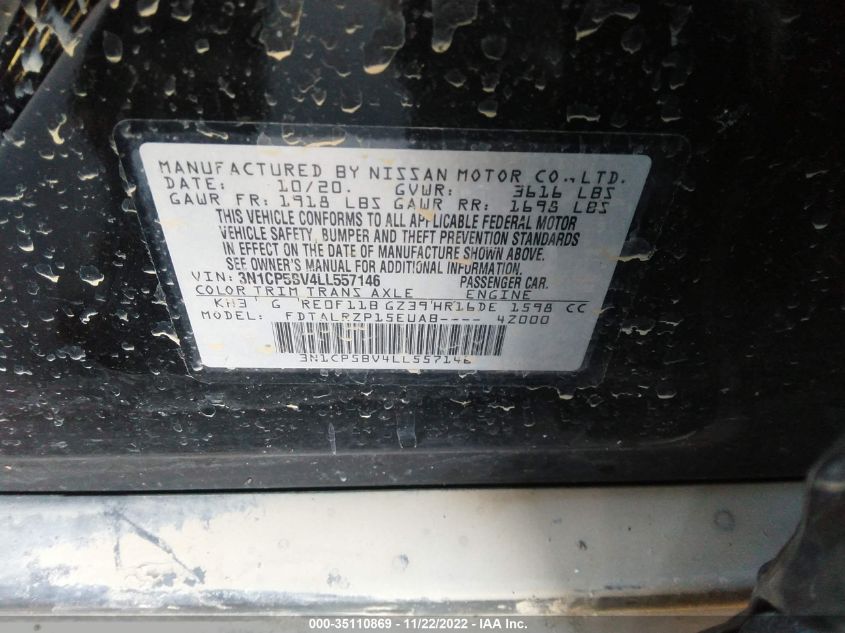 MANUFACTURED BY NISSAN MOTOR CO.,LTD.
DATE: 10/20. GVWR: 3616 LBS
GAWR FR: 1918 LBS GAWR RR: 1698 LBS
THIS VEHICLE CONFORMS TO ALL APPLICABLE FEDERAL MOTOR
VEHICLE SAFETY, BUMPER AND THEFT PREVENTION STANDARDS
IN EFFECT ON THE DATE OF MANUFACTURE SHOWN ABOVE.
SEE OWNER'S MANUAL FOR ADDITIONAL INFORMATION.
VIN: 3N1CP5BV4LL557146 PASSENGER CAR.
COLOR TRIM TRANS AXLE ENGINE
KH3 G RE0F11B GZ39 HR16DE 1598 CC
MODEL: FDTALRZP15EUA8---- 42000
3N1CP5BV4LL557146
000-35110869 - 11/22/2022 - IAA Inc.